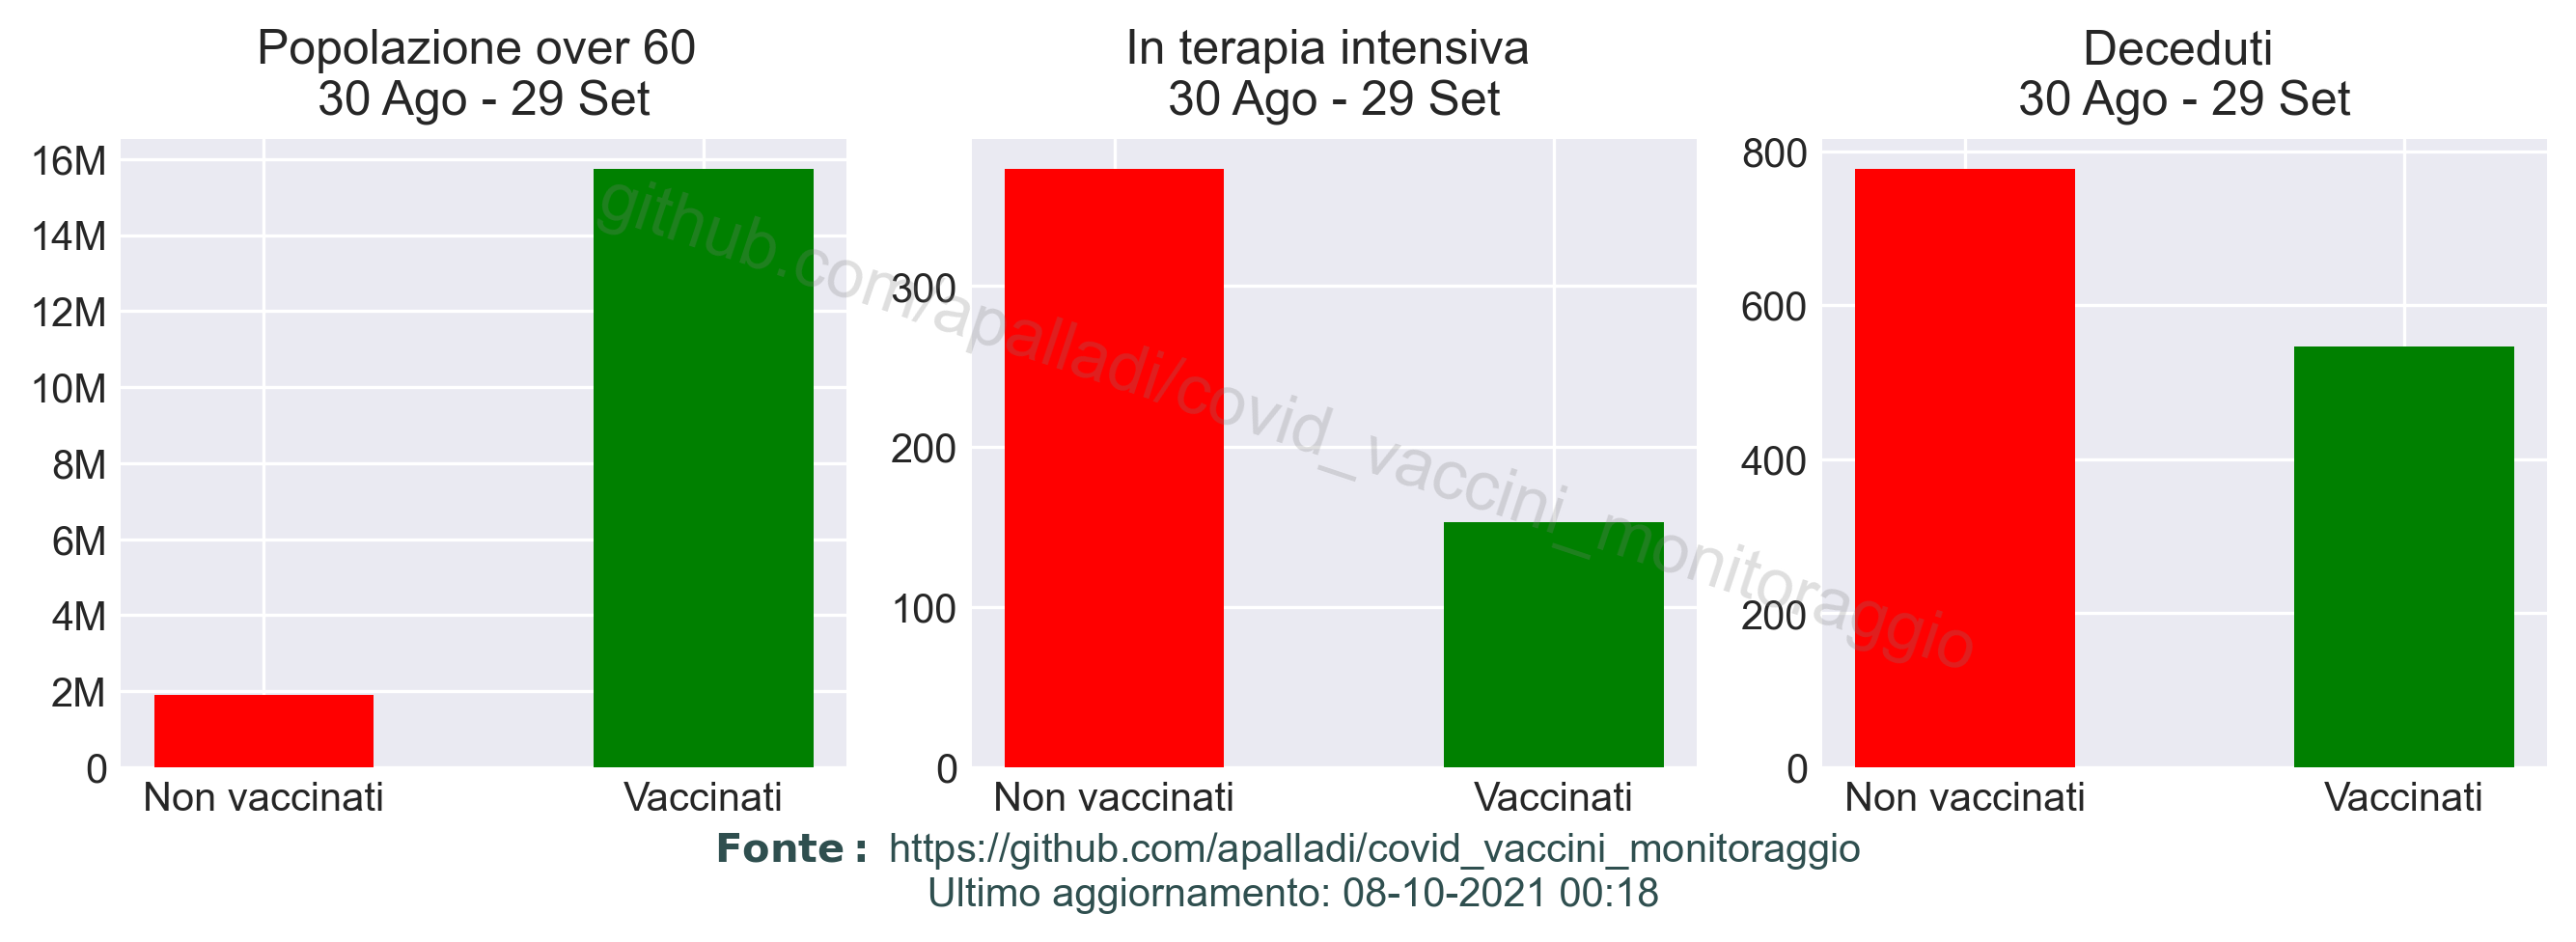 Popolazione over 60
30 Ago - 29 Set
16M
14M
12M
10M
8M
6M
4M
2M
0
Non vaccinati
Vaccinati
In terapia intensiva
30 Ago - 29 Set
300
200
100
0
Non vaccinati
Vaccinati
Deceduti
30 Ago - 29 Set
800
600
400
200
0
Non vaccinati
Vaccinati
github.com/apalladi/covid_vaccini_monitoraggio
Fonte: https://github.com/apalladi/covid_vaccini_monitoraggio
Ultimo aggiornamento: 08-10-2021 00:18